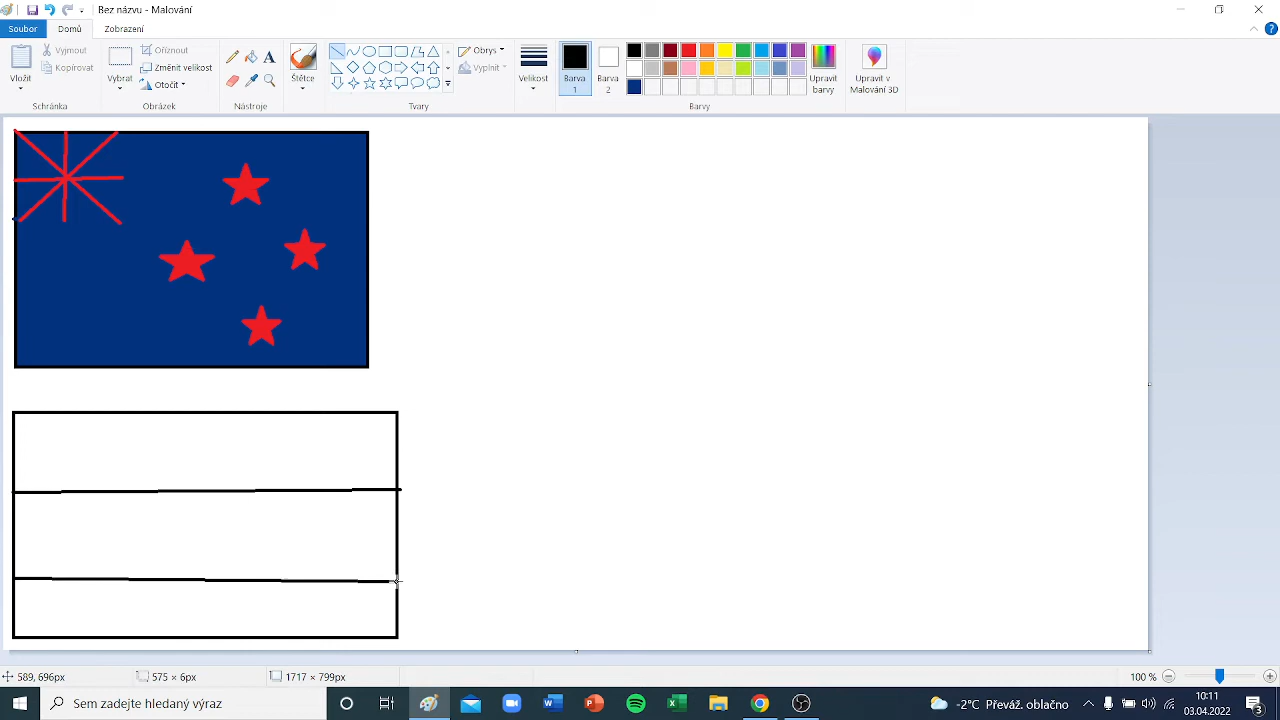 Bez názvu - Malování
Soubor
Domů
Zobrazení
Vložit
Vyjmout
Kopírovat
Schránka
Vybrat
Oříznout
Změnit velikost
Otočit
Obrázek
A
Štětce
Nástroje
Obrys
Vyplnit
Tvary
Velikost
Barva
1
Barva
2
Upravit
barvy
Barvy
Upravit v
Malování 3D
589, 696px
575 × 6px
1717 × 799px
100 %
Sem zadejte hledaný výraz
-2°C Převáž. oblačno
10:11
03.04.2022
3